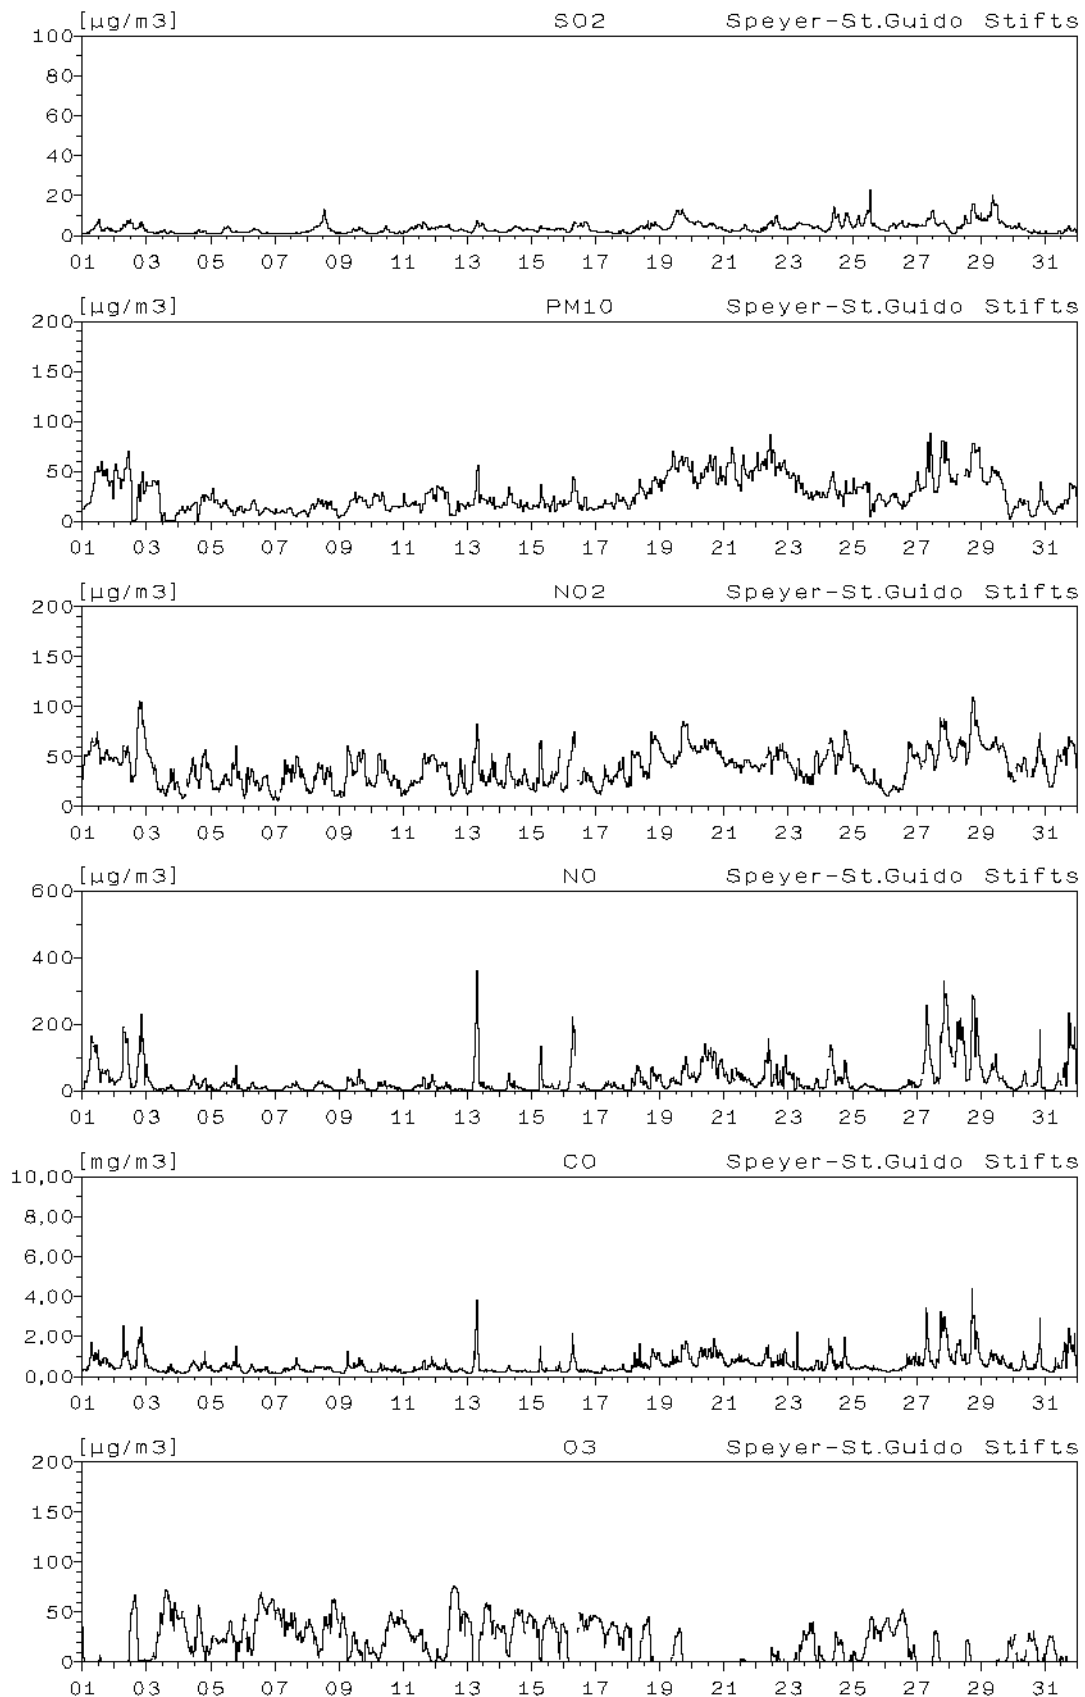 [µg/m3] SO2 Speyer-St.Guido Stifts
100
80
60
40
20
0
01 03 05 07 09 11 13 15 17 19 21 23 25 27 29 31
[µg/m3] PM10 Speyer-St.Guido Stifts
200
150
100
50
0
01 03 05 07 09 11 13 15 17 19 21 23 25 27 29 31
[µg/m3] NO2 Speyer-St.Guido Stifts
200
150
100
50
0
01 03 05 07 09 11 13 15 17 19 21 23 25 27 29 31
[µg/m3] NO Speyer-St.Guido Stifts
600
400
200
0
01 03 05 07 09 11 13 15 17 19 21 23 25 27 29 31
[mg/m3] CO Speyer-St.Guido Stifts
10,00
8,00
6,00
4,00
2,00
0,00
01 03 05 07 09 11 13 15 17 19 21 23 25 27 29 31
[µg/m3] O3 Speyer-St.Guido Stifts
200
150
100
50
0
01 03 05 07 09 11 13 15 17 19 21 23 25 27 29 31